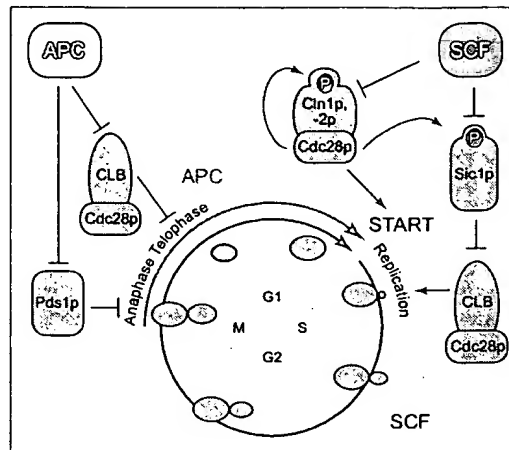 APC
SCF
P
Cln1p,
-2p
Cdc28p
P
Sic1p
CLB
Cdc28p
APC
START
Anaphase Telophase
Replication
Pds1p
G1
M
S
G2
CLB
Cdc28p
SCF